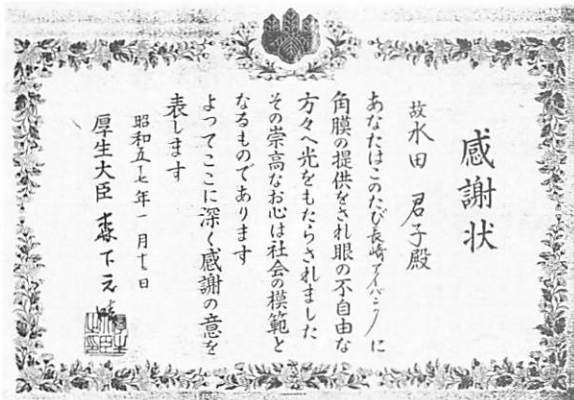 感謝状
故水田君子殿
あなたはこのたび長崎アイバンクに
角膜の提供をされ眼の不自由な
方々へ光をもたらされました
その崇高なお心は社会の模範と
なるものであります
よってここに深く感謝の意を
表します
昭和五十七年一月十七日
厚生大臣 森下元晴